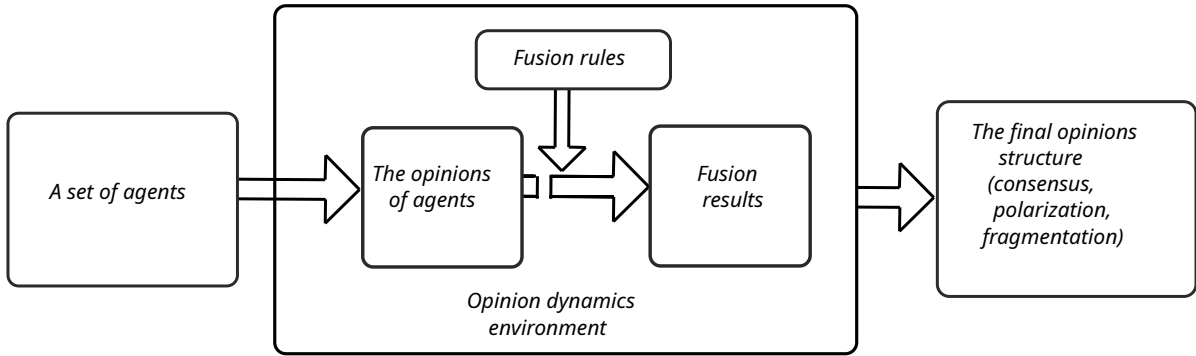 Fusion rules
A set of agents
The opinions
of agents
Fusion
results
The final opinions
structure
(consensus,
polarization,
fragmentation)
Opinion dynamics
environment